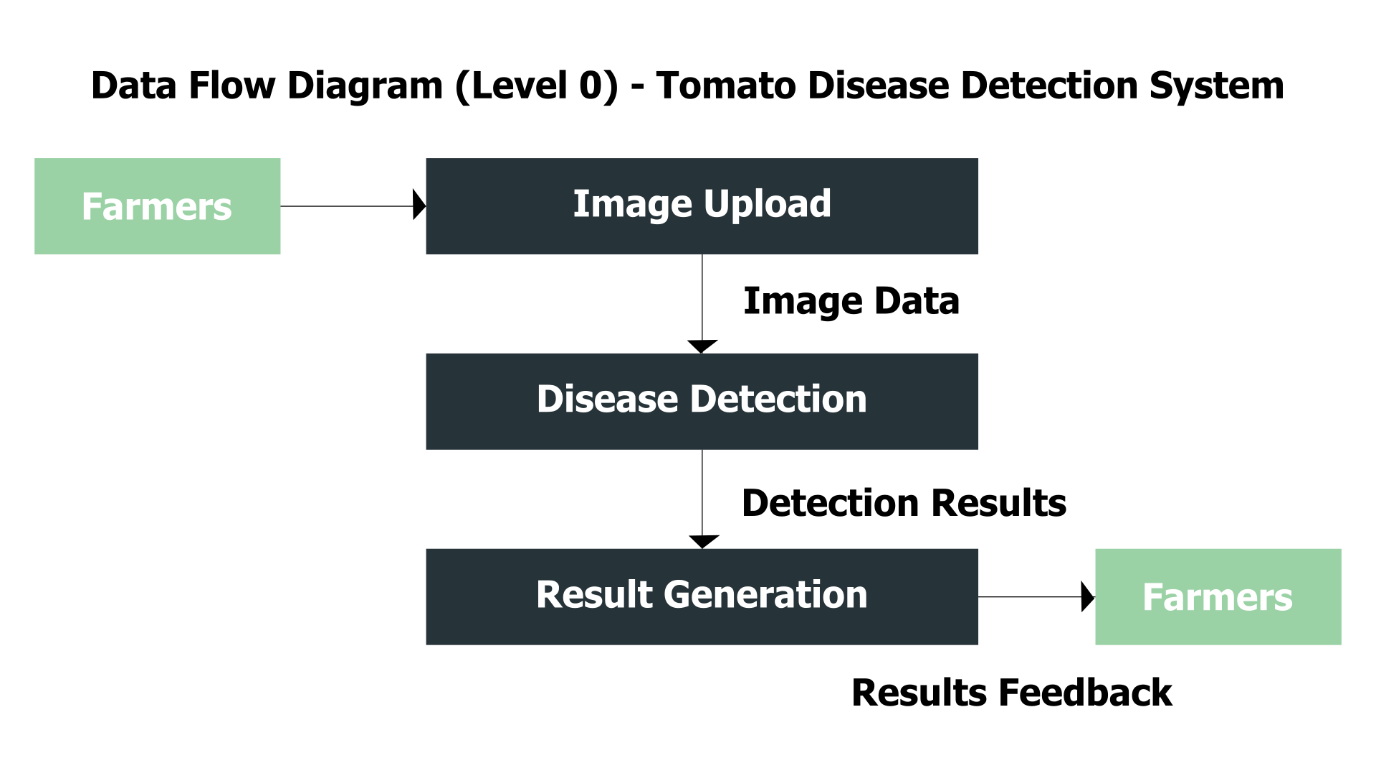 Data Flow Diagram (Level 0) - Tomato Disease Detection System
Farmers
Image Upload
Image Data
Disease Detection
Detection Results
Result Generation
Farmers
Results Feedback